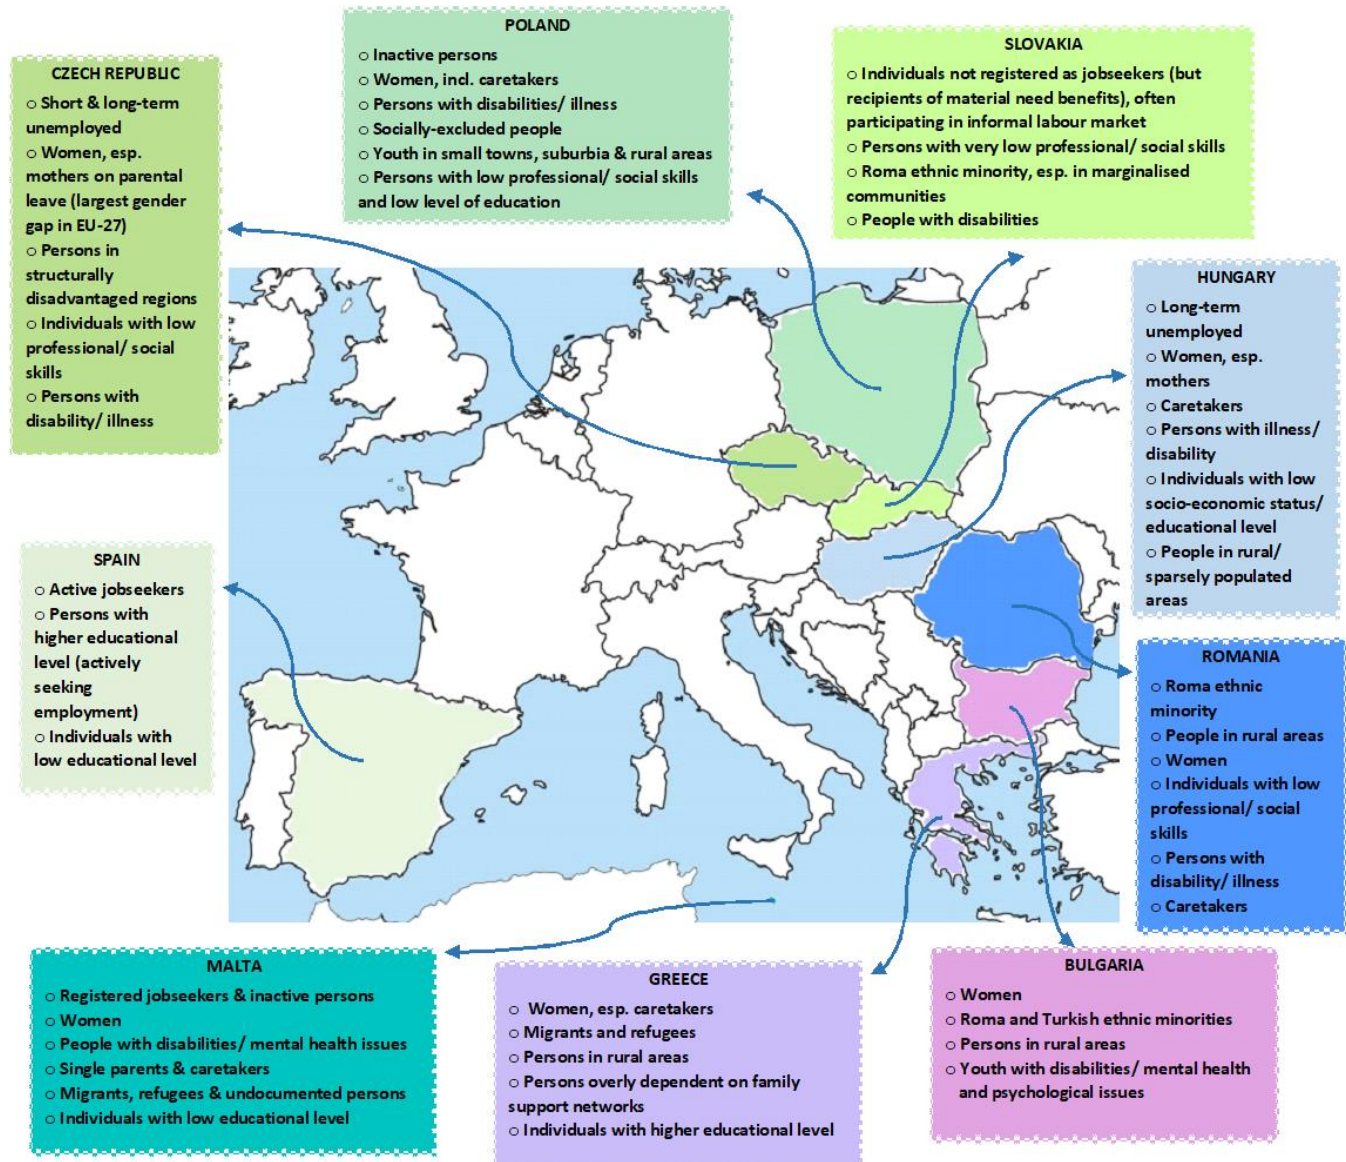 POLAND
○ Inactive persons
○ Women, incl. caretakers
○ Persons with disabilities/ illness
○ Socially-excluded people
○ Youth in small towns, suburbia & rural areas
○ Persons with low professional/ social skills
and low level of education
SLOVAKIA
○ Individuals not registered as jobseekers (but
recipients of material need benefits), often
participating in informal labour market
○ Persons with very low professional/ social skills
○ Roma ethnic minority, esp. in marginalised
communities
○ People with disabilities
CZECH REPUBLIC
○ Short & long-term
unemployed
○ Women, esp.
mothers on parental
leave (largest gender
gap in EU-27)
○ Persons in
structurally
disadvantaged regions
○ Individuals with low
professional/ social
skills
○ Persons with
disability/ illness
HUNGARY
○ Long-term
unemployed
○ Women, esp.
mothers
○ Caretakers
○ Persons with illness/
disability
○ Individuals with low
socio-economic status/
educational level
○ People in rural/
sparsely populated
areas
SPAIN
○ Active jobseekers
○ Persons with
higher educational
level (actively
seeking
employment)
○ Individuals with
low educational level
ROMANIA
○ Roma ethnic
minority
○ People in rural areas
○ Women
○ Individuals with low
professional/ social
skills
○ Persons with
disability/ illness
○ Caretakers
MALTA
○ Registered jobseekers & inactive persons
○ Women
○ People with disabilities/ mental health issues
○ Single parents & caretakers
○ Migrants, refugees & undocumented persons
○ Individuals with low educational level
GREECE
○ Women, esp. caretakers
○ Migrants and refugees
○ Persons in rural areas
○ Persons overly dependent on family
support networks
○ Individuals with higher educational level
BULGARIA
○ Women
○ Roma and Turkish ethnic minorities
○ Persons in rural areas
○ Youth with disabilities/ mental health
and psychological issues